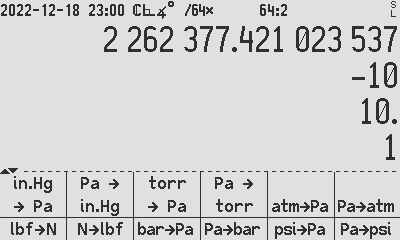 2022-12-18 23:00 ℂ∟∡° /64× 64:2 S L
2 262 377.421 023 537
-10
10.
1
in.Hg Pa → torr Pa →
→ Pa in.Hg → Pa torr atm→Pa Pa→atm
lbf→N N→lbf bar→Pa Pa→bar psi→Pa Pa→psi